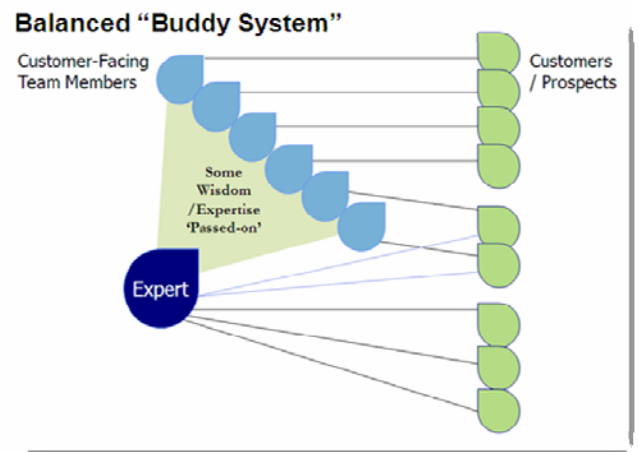 Balanced “Buddy System”
Customer-Facing
Team Members
Customers
/ Prospects
Some
Wisdom
/Expertise
‘Passed-on’
Expert